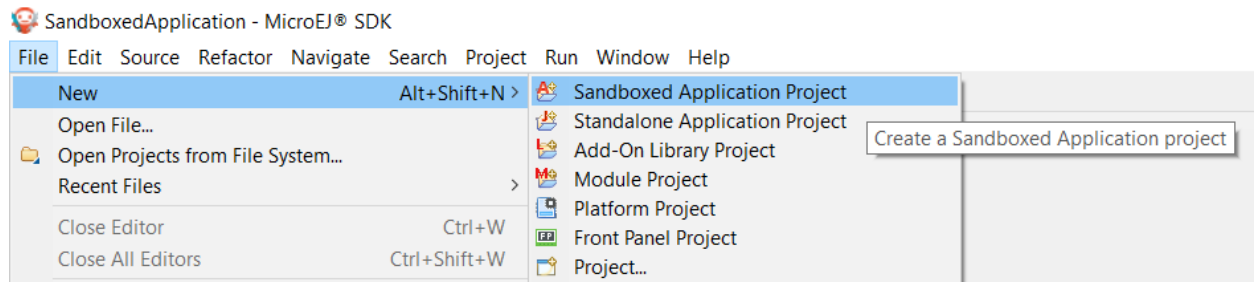 SandboxedApplication - MicroEJ® SDK
File Edit Source Refactor Navigate Search Project Run Window Help
New Alt+Shift+N >
Open File...
Open Projects from File System...
Recent Files >
Close Editor Ctrl+W
Close All Editors Ctrl+Shift+W
Sandboxed Application Project
Standalone Application Project
Add-On Library Project
Module Project
Platform Project
Front Panel Project
Project...
Create a Sandboxed Application project